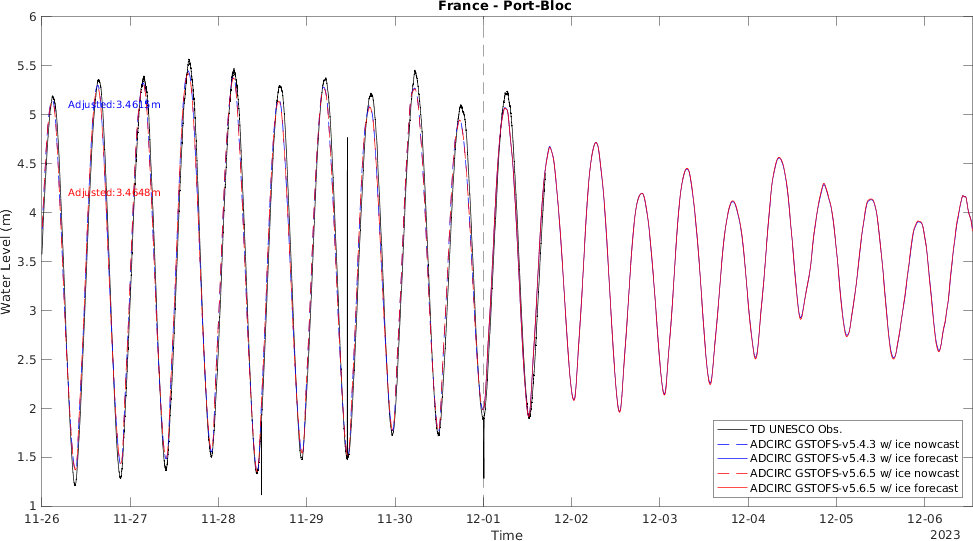 France - Port-Bloc
6
5.5
5
4.5
4
3.5
3
2.5
2
1.5
1
Water Level (m)
Adjusted:3.4615m
Adjusted:3.4648m
TD UNESCO Obs.
ADCIRC GSTOFS-v5.4.3 w/ ice nowcast
ADCIRC GSTOFS-v5.4.3 w/ ice forecast
ADCIRC GSTOFS-v5.6.5 w/ ice nowcast
ADCIRC GSTOFS-v5.6.5 w/ ice forecast
11-26 11-27 11-28 11-29 11-30 12-01 12-02 12-03 12-04 12-05 12-06
Time
2023